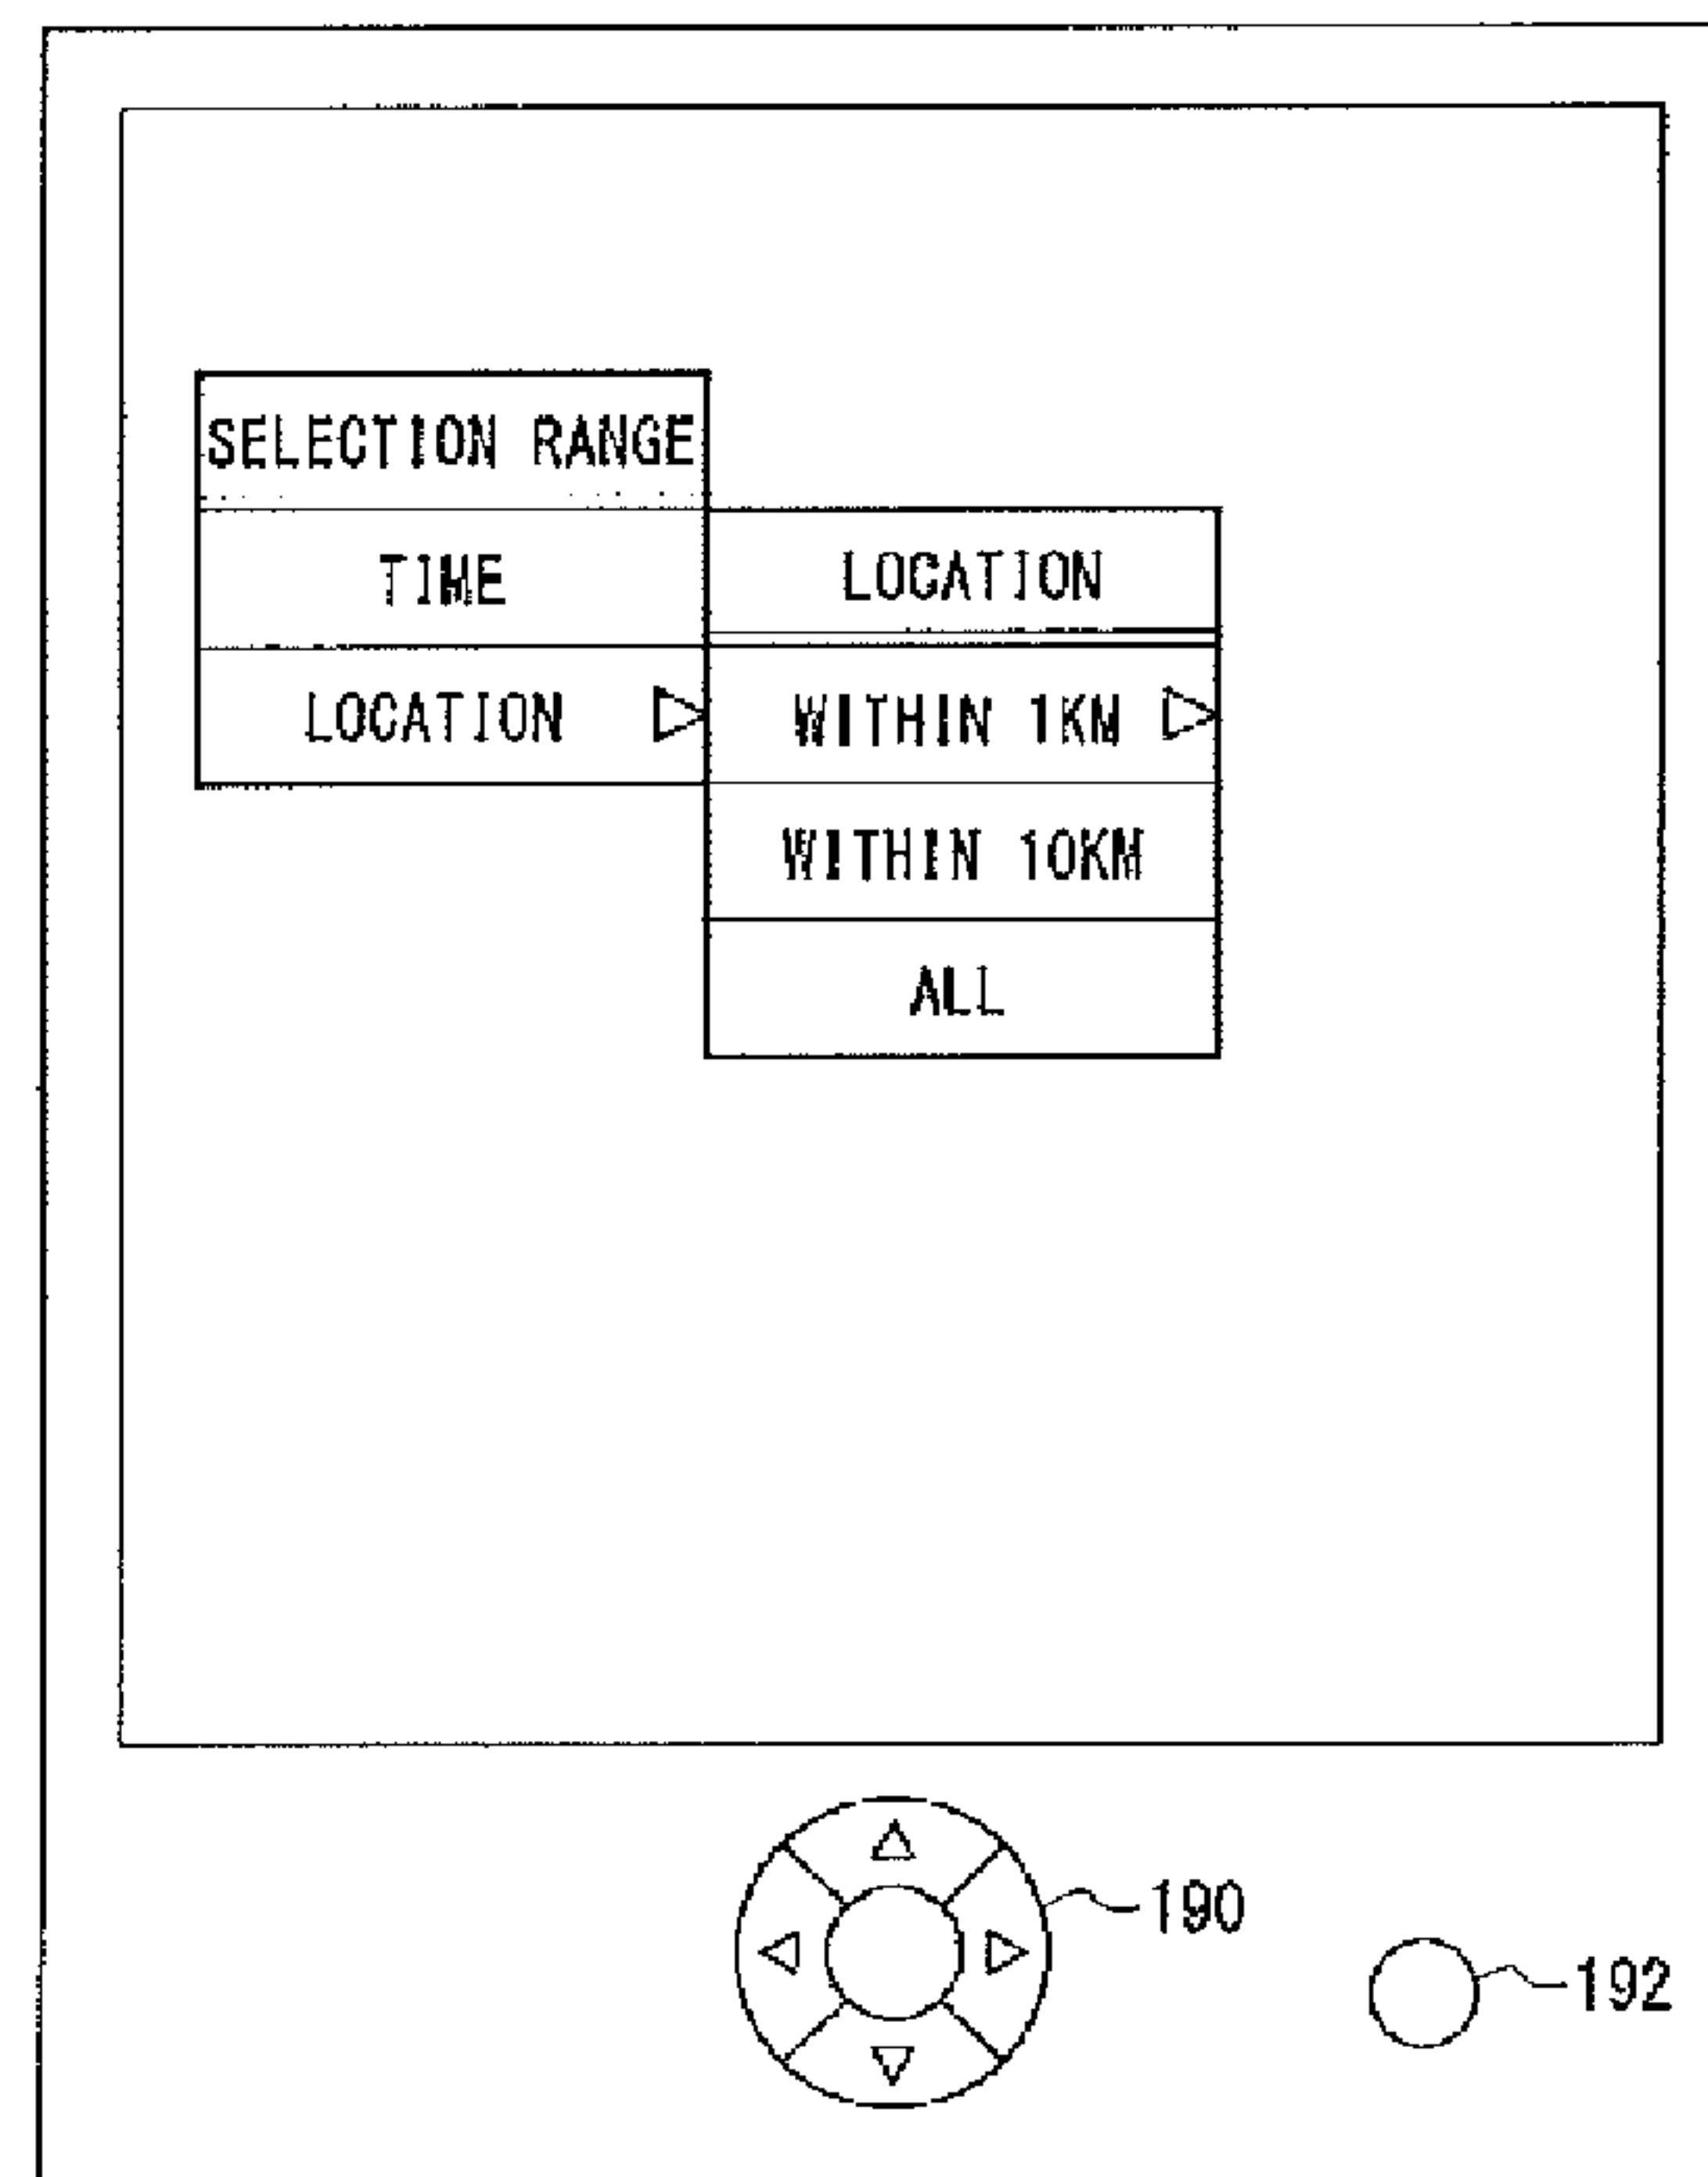 SELECTION RANGE
TIME
LOCATION
LOCATION
WITHIN 1KM
WITHIN 10KM
ALL
190
192